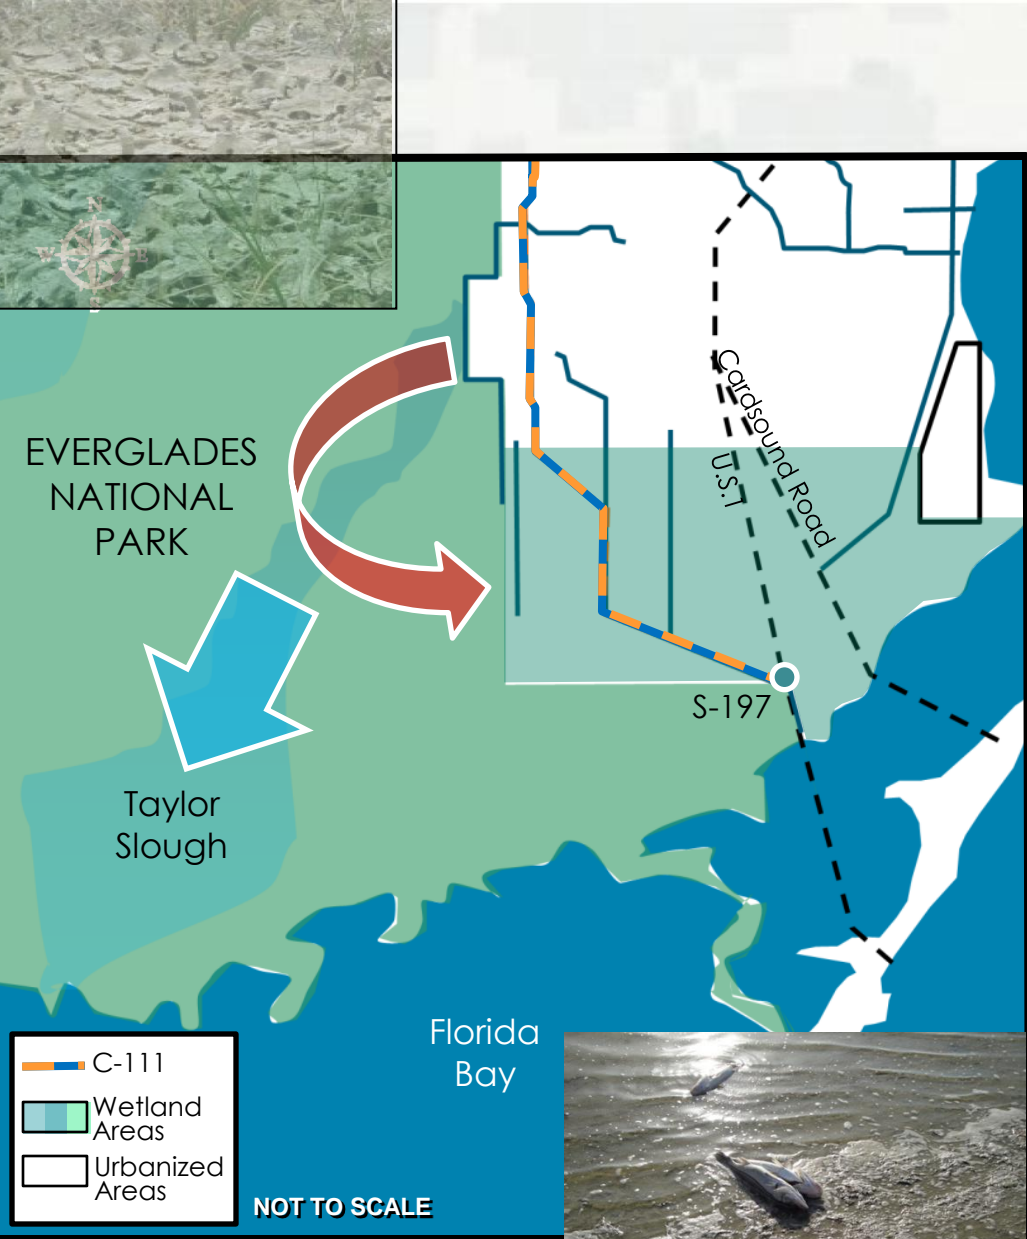 N
W
E
S
Cardsound Road
U.S.1
EVERGLADES
NATIONAL
PARK
S-197
Taylor
Slough
Florida
Bay
C-111
Wetland
Areas
Urbanized
Areas
NOT TO SCALE